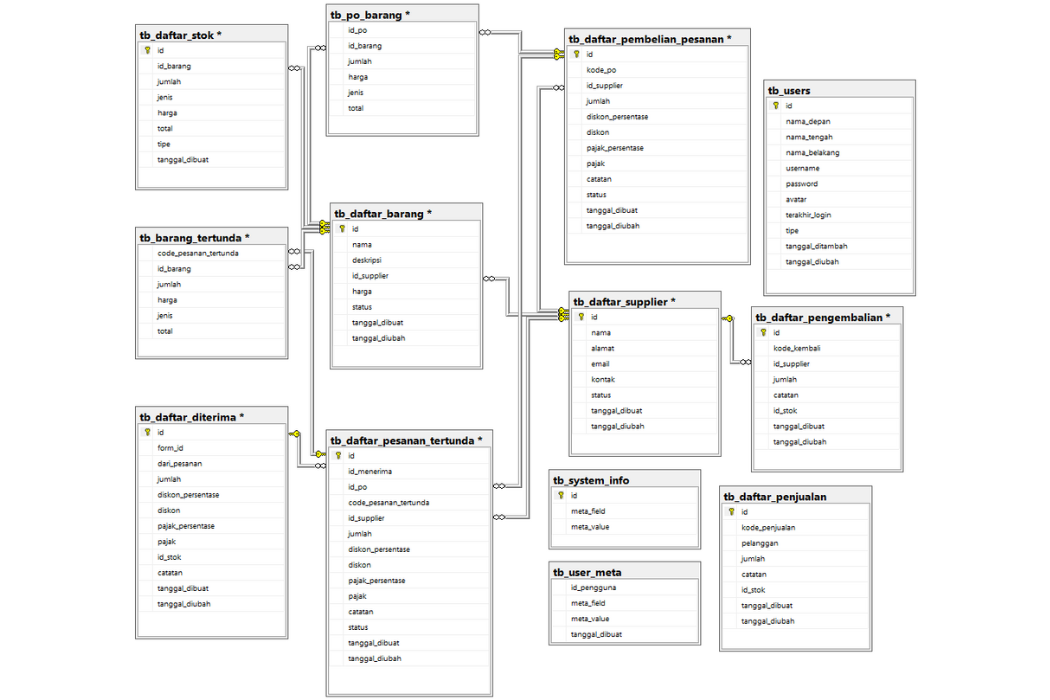 tb_daftar_stok *
id
id_barang
jumlah
jenis
harga
total
tipe
tanggal_dibuat
tb_po_barang *
id_po
id_barang
jumlah
harga
jenis
total
tb_daftar_pembelian_pesanan *
id
kode_po
id_supplier
jumlah
diskon_persentase
diskon
pajak_persentase
pajak
catatan
status
tanggal_dibuat
tanggal_diubah
tb_users
id
nama_depan
nama_tengah
nama_belakang
username
password
avatar
terakhir_login
tipe
tanggal_ditambah
tanggal_diubah
tb_barang_tertunda *
code_pesanan_tertunda
id_barang
jumlah
harga
jenis
total
tb_daftar_barang *
id
nama
deskripsi
id_supplier
harga
status
tanggal_dibuat
tanggal_diubah
tb_daftar_supplier *
id
nama
alamat
email
kontak
status
tanggal_dibuat
tanggal_diubah
tb_daftar_pengembalian *
id
kode_kembali
id_supplier
jumlah
catatan
id_stok
tanggal_dibuat
tanggal_diubah
tb_daftar_diterima *
id
form_id
dari_pesanan
jumlah
diskon_persentase
diskon
pajak_persentase
pajak
id_stok
catatan
tanggal_dibuat
tanggal_diubah
tb_daftar_pesanan_tertunda *
id
id_menerima
id_po
code_pesanan_tertunda
id_supplier
jumlah
diskon_persentase
diskon
pajak_persentase
pajak
catatan
status
tanggal_dibuat
tanggal_diubah
tb_system_info
id
meta_field
meta_value
tb_user_meta
id_pengguna
meta_field
meta_value
tanggal_dibuat
tb_daftar_penjualan
id
kode_penjualan
pelanggan
jumlah
catatan
id_stok
tanggal_dibuat
tanggal_diubah